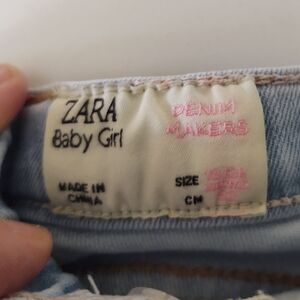 ZARA
Baby Girl
DENIM
MAKERS
MADE IN
CHINA
SIZE
CM